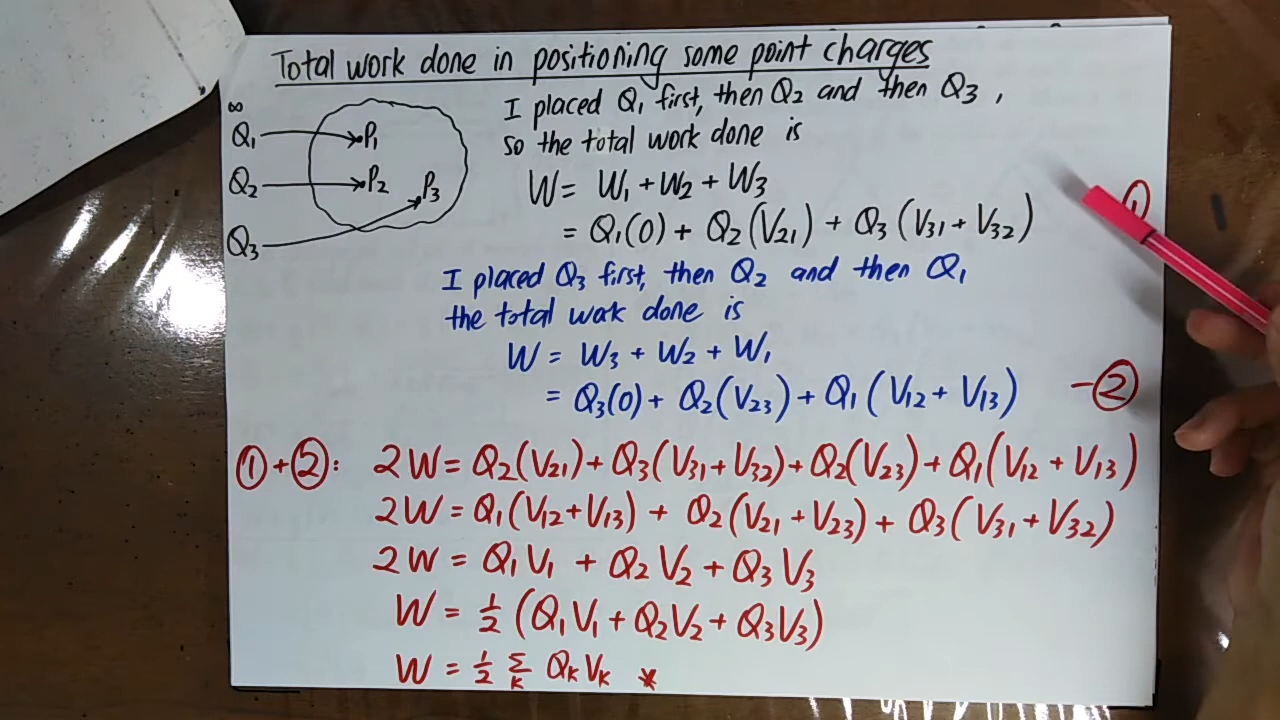 Total work done in positioning some point charges
∞
Q₁ P₁
Q₂ P₂
Q₃ P₃
I placed Q₁ first, then Q₂ and then Q₃,
so the total work done is
W = W₁ + W₂ + W₃
= Q₁(0) + Q₂(V₂₁) + Q₃(V₃₁ + V₃₂) ①
I placed Q₃ first, then Q₂ and then Q₁
the total work done is
W = W₃ + W₂ + W₁
= Q₃(0) + Q₂(V₂₃) + Q₁(V₁₂ + V₁₃) -②
①+②: 2W = Q₂(V₂₁) + Q₃(V₃₁ + V₃₂) + Q₂(V₂₃) + Q₁(V₁₂ + V₁₃)
2W = Q₁(V₁₂ + V₁₃) + Q₂(V₂₁ + V₂₃) + Q₃(V₃₁ + V₃₂)
2W = Q₁V₁ + Q₂V₂ + Q₃V₃
W = ½ (Q₁V₁ + Q₂V₂ + Q₃V₃)
W = ½ Σₖ QₖVₖ *